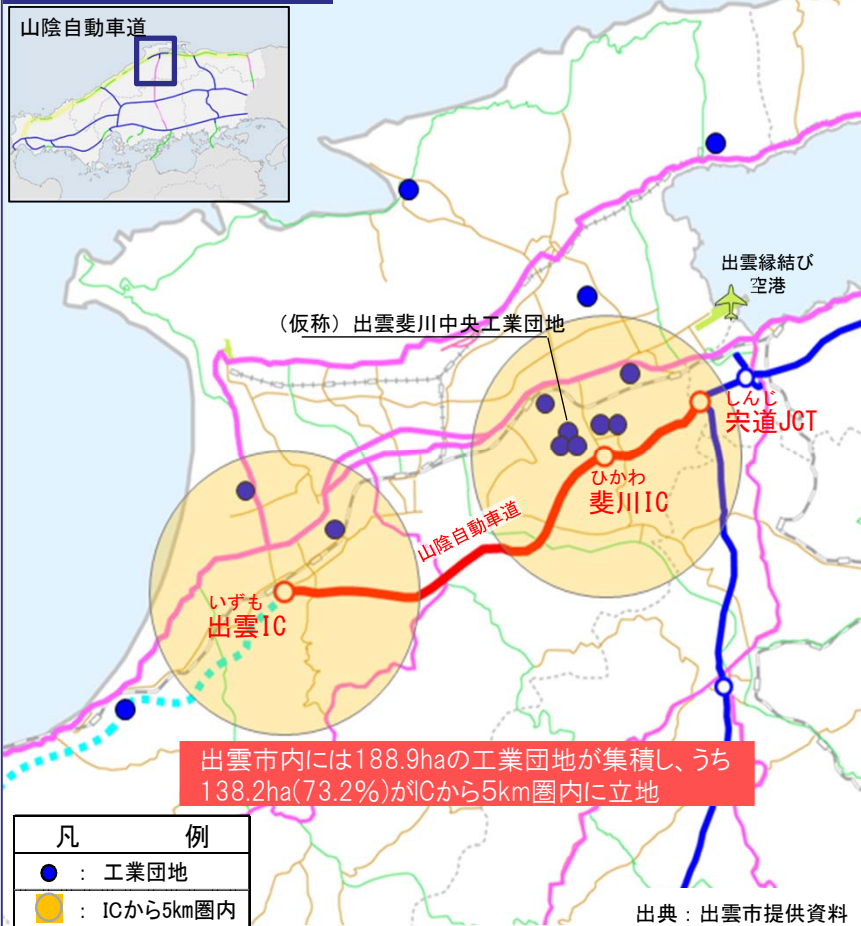 山陰自動車道
出雲縁結び
空港
（仮称）出雲斐川中央工業団地
しんじ
宍道JCT
ひかわ
斐川IC
山陰自動車道
いずも
出雲IC
出雲市内には188.9haの工業団地が集積し、うち
138.2ha(73.2%)がICから5km圏内に立地
凡　例
： 工業団地
： ICから5km圏内
出典：出雲市提供資料